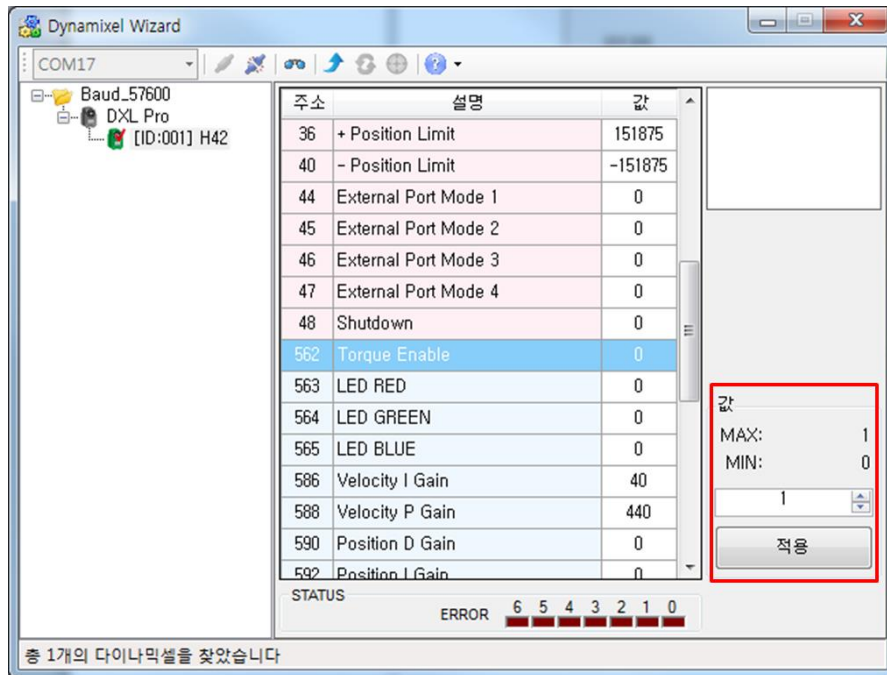 Dynamixel Wizard
COM17
Baud_57600
DXL Pro
[ID:001] H42
주소 설명 값
36 + Position Limit 151875
40 - Position Limit -151875
44 External Port Mode 1 0
45 External Port Mode 2 0
46 External Port Mode 3 0
47 External Port Mode 4 0
48 Shutdown 0
562 Torque Enable 0
563 LED RED 0
564 LED GREEN 0
565 LED BLUE 0
586 Velocity I Gain 40
588 Velocity P Gain 440
590 Position D Gain 0
592 Position I Gain 0
값
MAX: 1
MIN: 0
1
적용
STATUS
ERROR 6 5 4 3 2 1 0
총 1개의 다이나믹셀을 찾았습니다